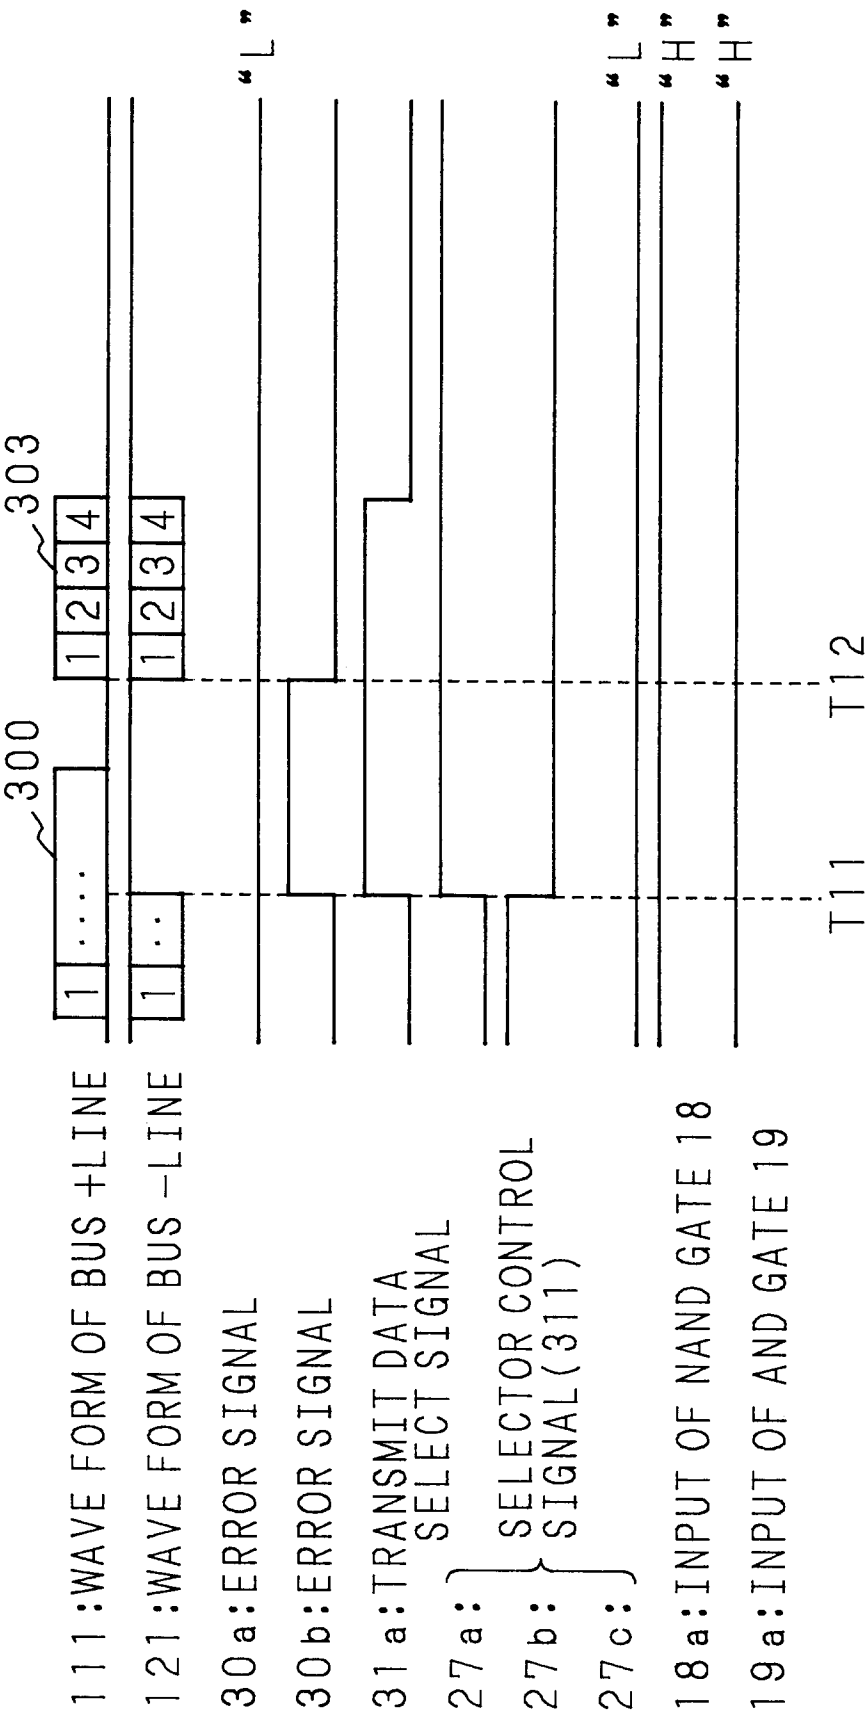 300
303
111:WAVE FORM OF BUS +LINE
1 ....
1 2 3 4
121:WAVE FORM OF BUS -LINE
1 ..
1 2 3 4
30a:ERROR SIGNAL
"L"
30b:ERROR SIGNAL
31a:TRANSMIT DATA
SELECT SIGNAL
27a:
27b:
27c:
SELECTOR CONTROL
SIGNAL(311)
"L"
18a:INPUT OF NAND GATE 18
"H"
19a:INPUT OF AND GATE 19
"H"
T11
T12